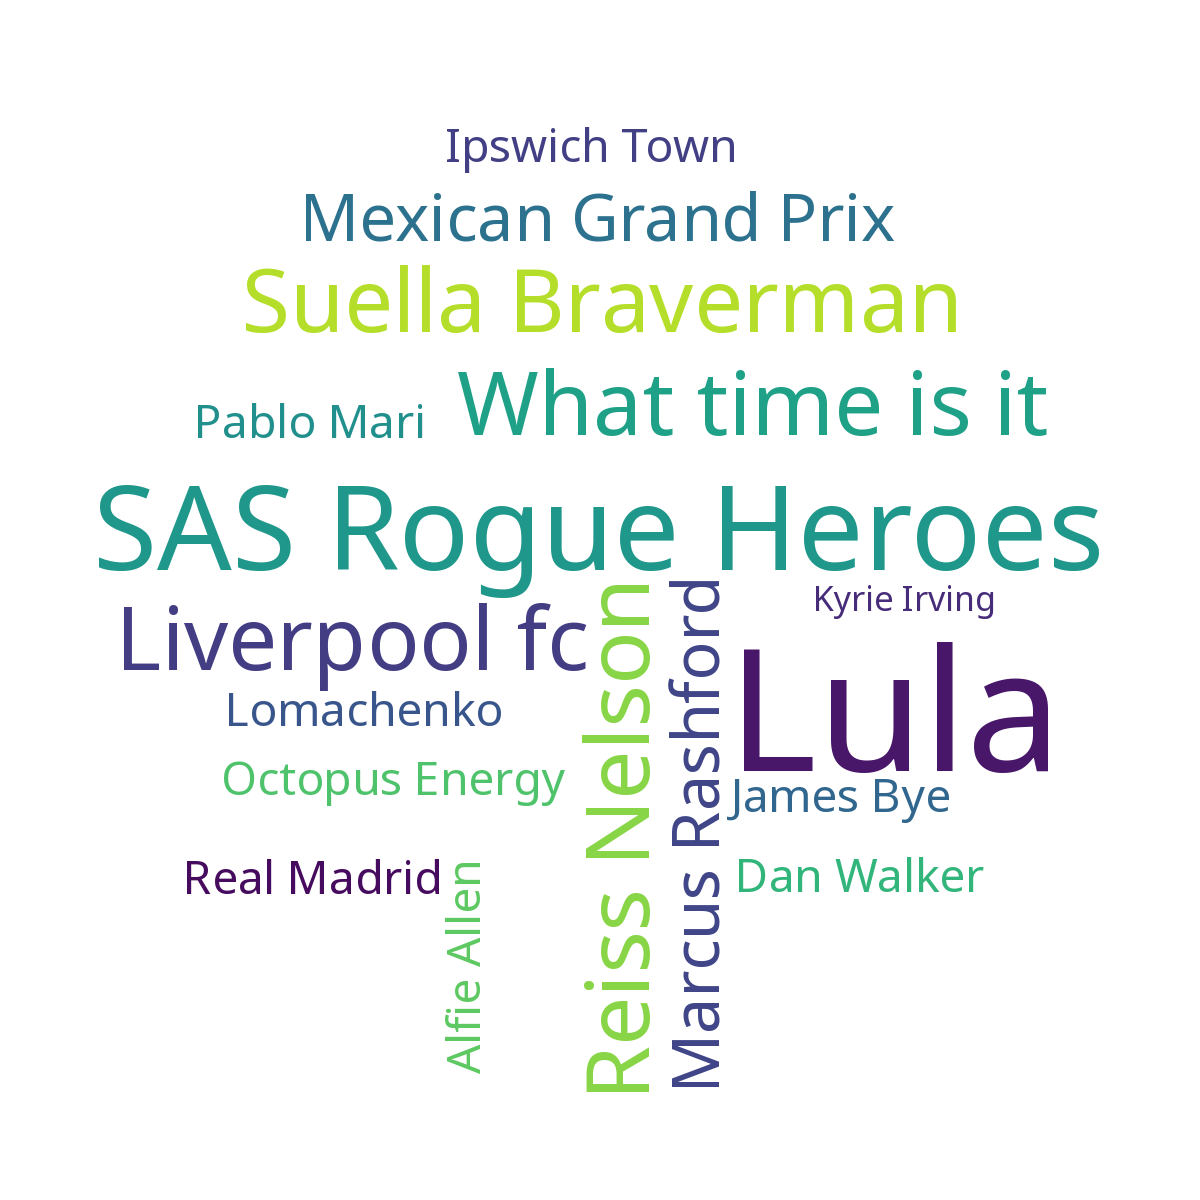 Ipswich Town
Mexican Grand Prix
Suella Braverman
What time is it
Pablo Mari
SAS Rogue Heroes
Kyrie Irving
Liverpool fc
Reiss Nelson
Marcus Rashford
Lula
Lomachenko
Octopus Energy
James Bye
Real Madrid
Alfie Allen
Dan Walker